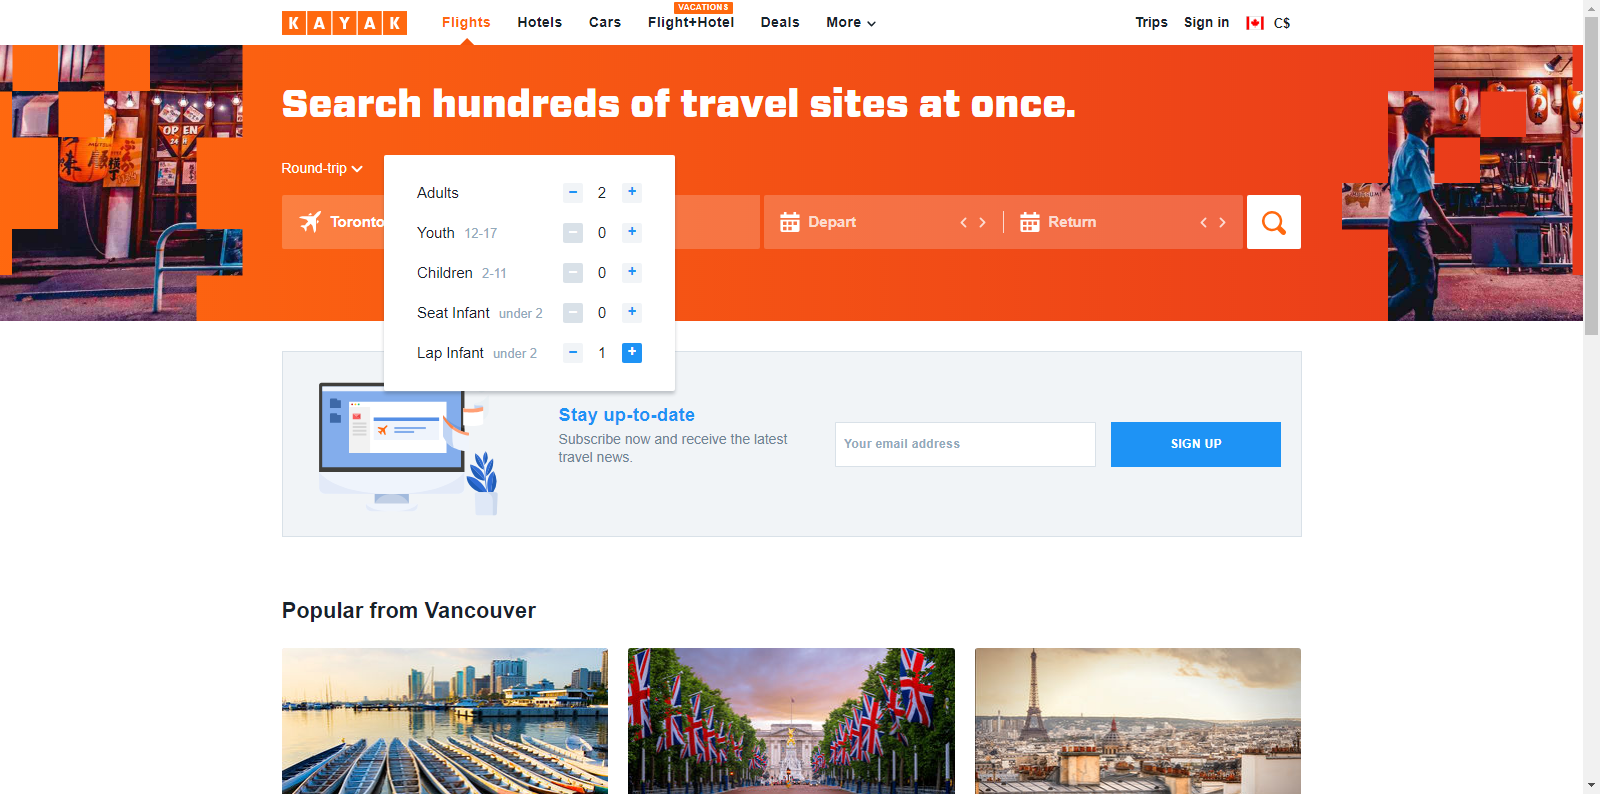 KAYAK
Flights
Hotels
Cars
VACATIONS
Flight+Hotel
Deals
More
Trips
Sign in
C$
Search hundreds of travel sites at once.
Round-trip
Toronto
Depart
Return
Adults 2
Youth 12-17 0
Children 2-11 0
Seat Infant under 2 0
Lap Infant under 2 1
OPEN
Stay up-to-date
Subscribe now and receive the latest
travel news.
Your email address
SIGN UP
Popular from Vancouver